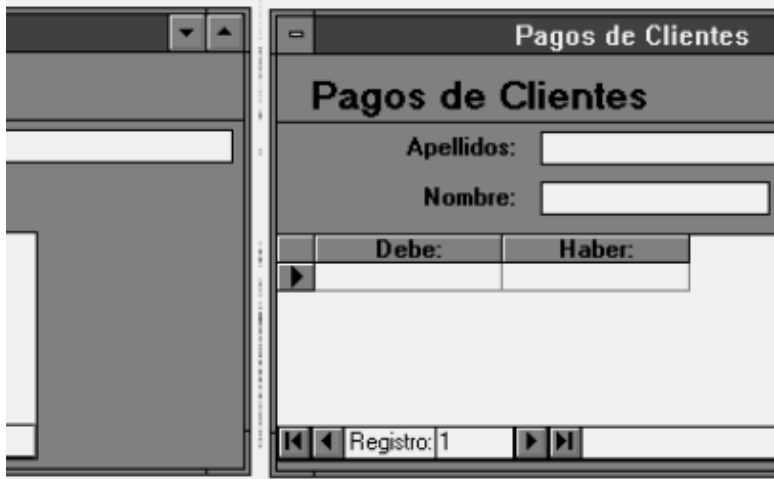 Pagos de Clientes
Pagos de Clientes
Apellidos:
Nombre:
Debe: Haber:
Registro: 1